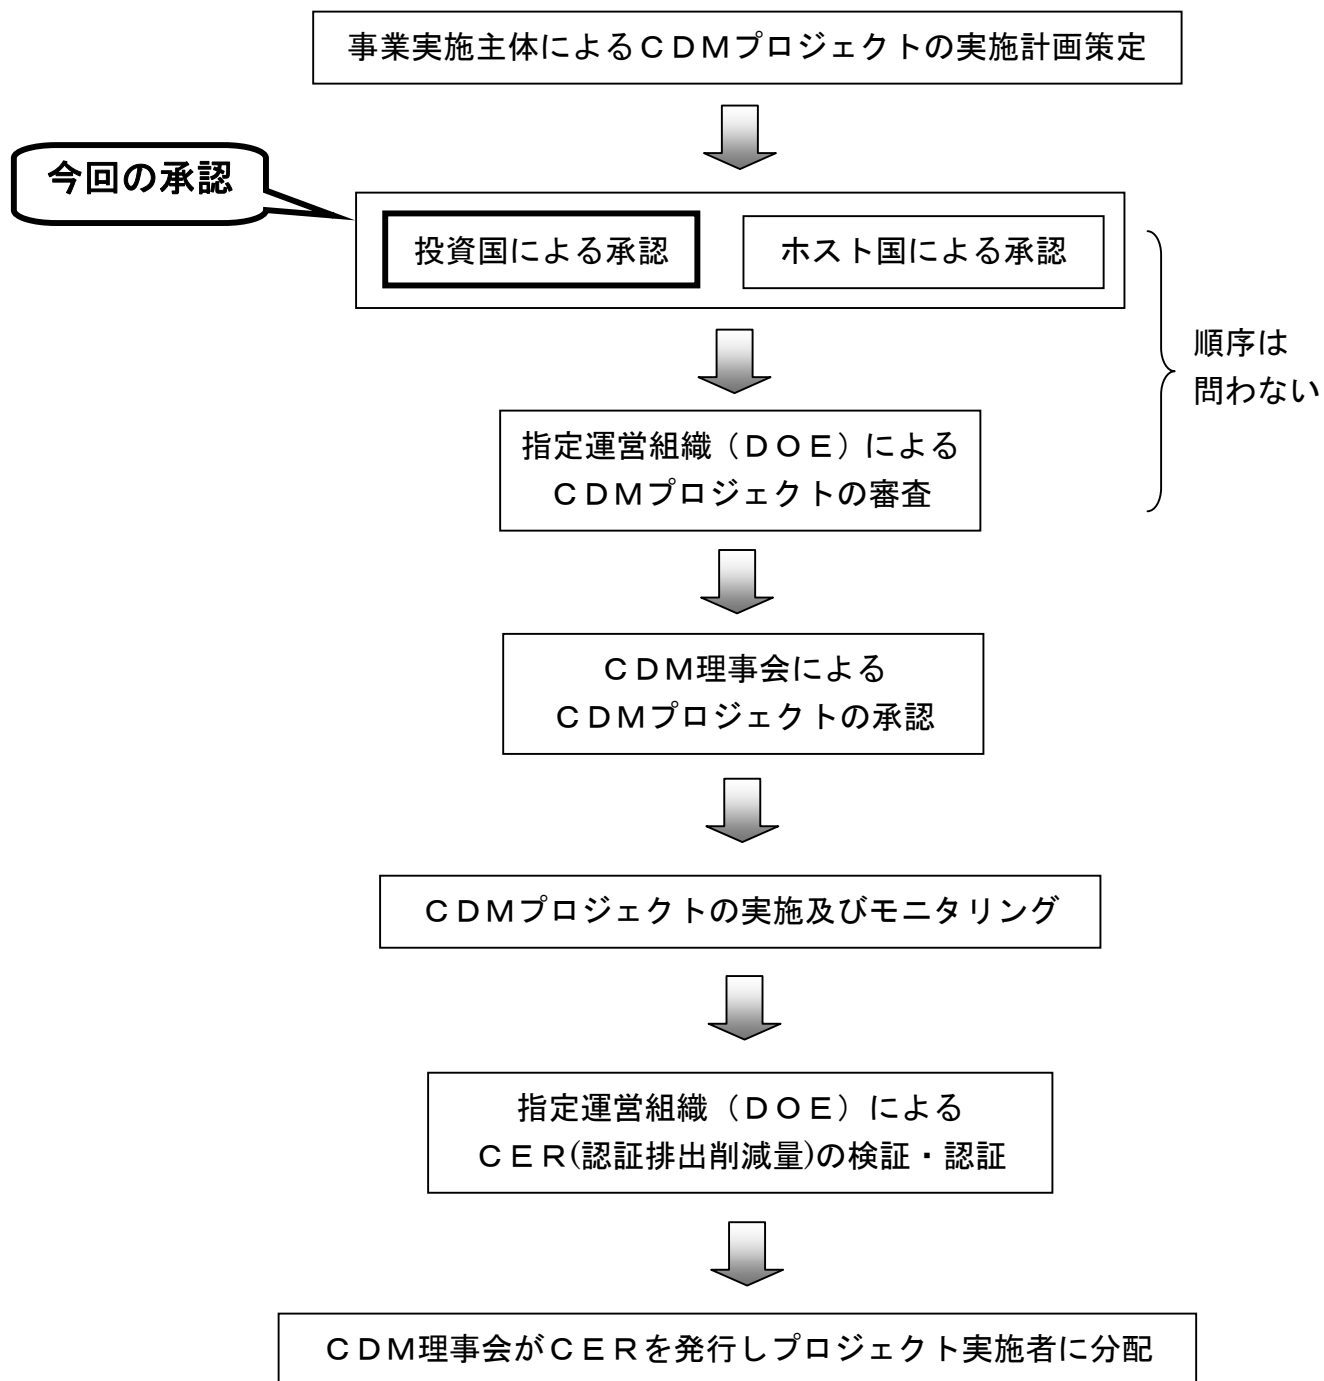 事業実施主体によるCDMプロジェクトの実施計画策定
今回の承認
投資国による承認
ホスト国による承認
順序は
問わない
指定運営組織（DOE）による
CDMプロジェクトの審査
CDM理事会による
CDMプロジェクトの承認
CDMプロジェクトの実施及びモニタリング
指定運営組織（DOE）による
CER(認証排出削減量)の検証・認証
CDM理事会がCERを発行しプロジェクト実施者に分配